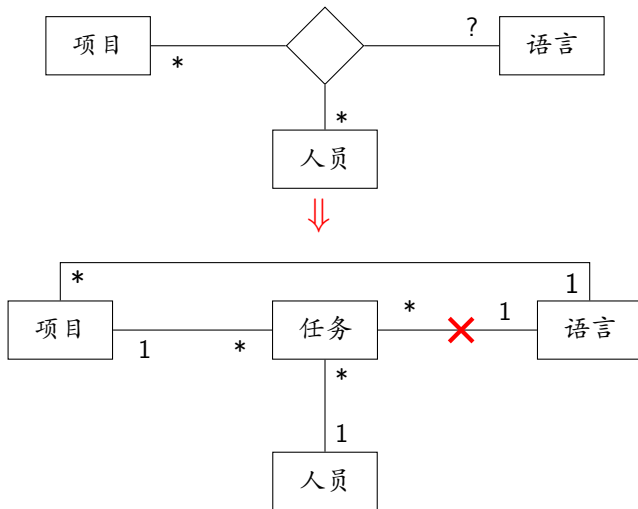 项目 * ? 语言
*
人员
⇓
* 1
项目 1 * 任务 * 1 语言
*
1
人员